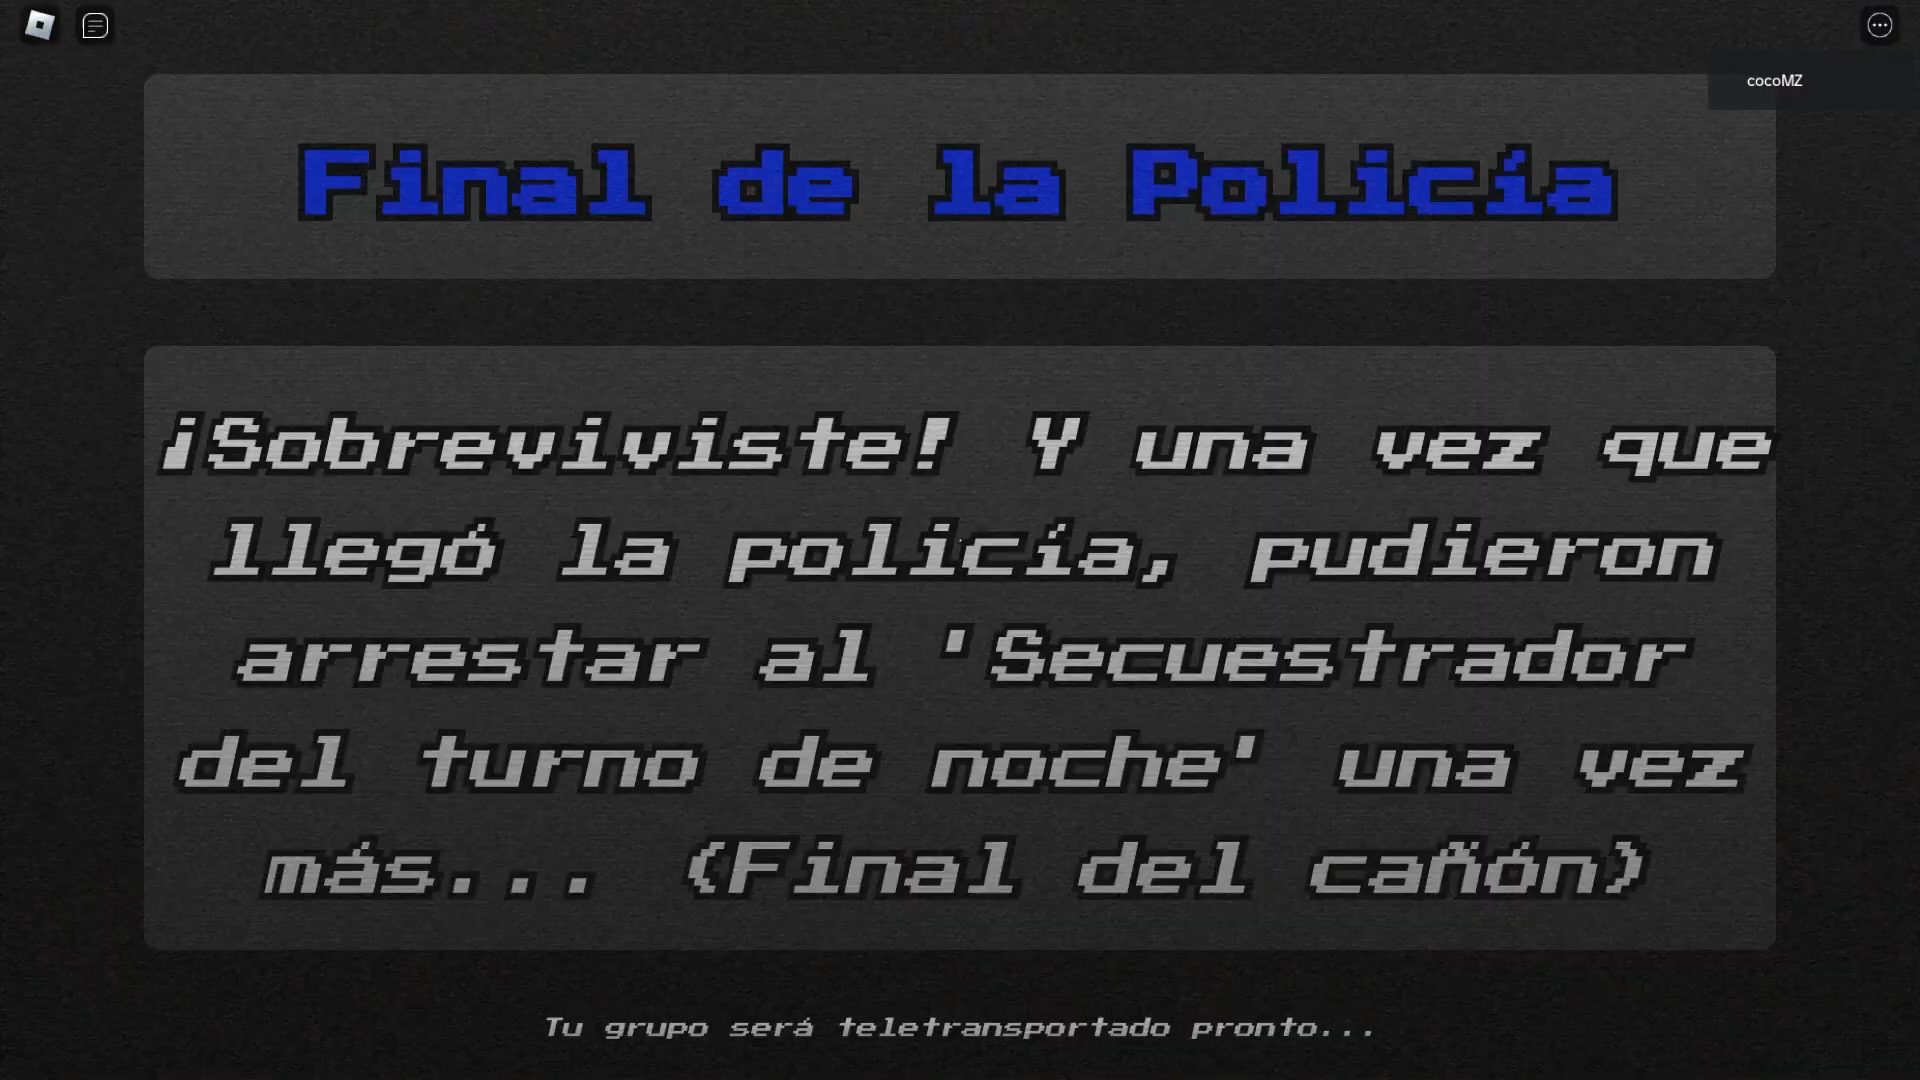 cocoMZ
Final de la Policía
¡Sobreviviste! Y una vez que
llegó la policía, pudieron
arrestar al 'Secuestrador
del turno de noche' una vez
más... (Final del cañón)
Tu grupo será teletransportado pronto...